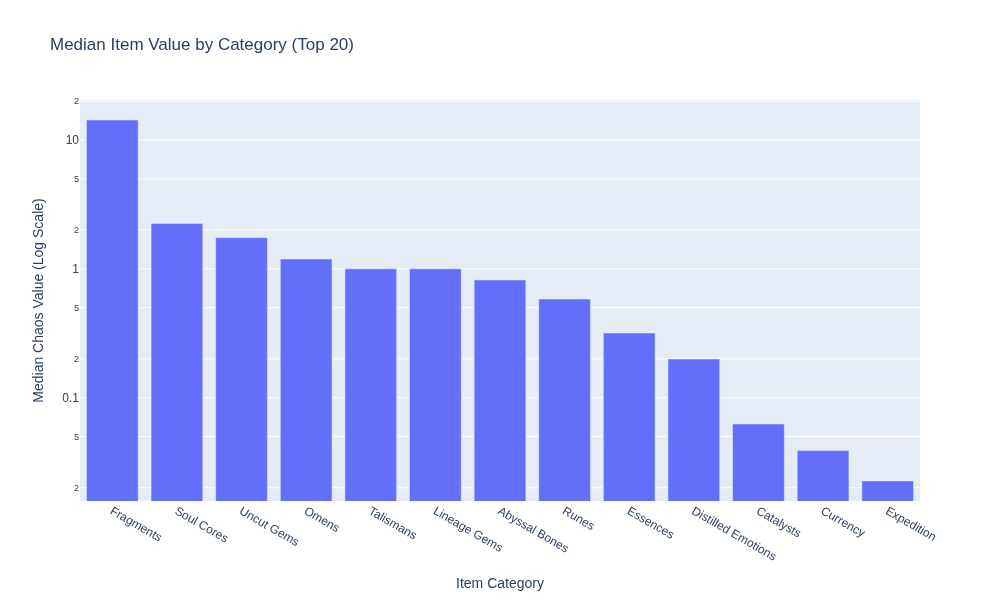 Median Item Value by Category (Top 20)
Median Chaos Value (Log Scale)
2
10
5
2
1
5
2
0.1
5
2
Fragments
Soul Cores
Uncut Gems
Omens
Talismans
Lineage Gems
Abyssal Bones
Runes
Essences
Distilled Emotions
Catalysts
Currency
Expedition
Item Category